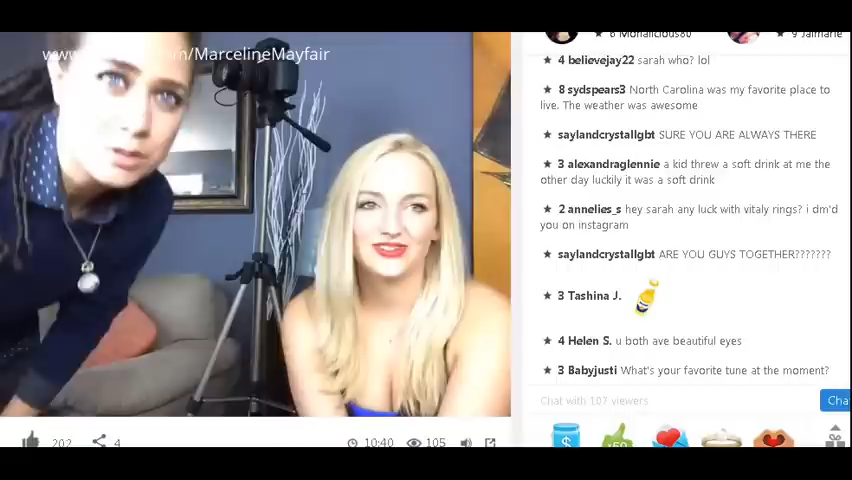 www. m/MarcelineMayfair
6 Monalicious80
9 Jaimarie
4 believejay22 sarah who? lol
8 sydspears3 North Carolina was my favorite place to
live. The weather was awesome
saylandcrystallgbt SURE YOU ARE ALWAYS THERE
3 alexandraglennie a kid threw a soft drink at me the
other day luckily it was a soft drink
2 annelies_s hey sarah any luck with vitaly rings? i dm'd
you on instagram
saylandcrystallgbt ARE YOU GUYS TOGETHER???????
3 Tashina J.
4 Helen S. u both ave beautiful eyes
3 Babyjusti What's your favorite tune at the moment?
Chat with 107 viewers
Cha
202
4
10:40
105